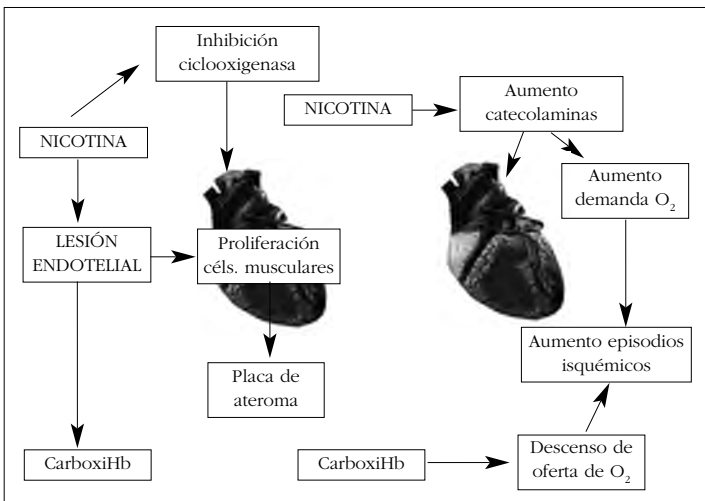 Inhibición
ciclooxigenasa
NICOTINA
LESIÓN
ENDOTELIAL
Proliferación
céls. musculares
Placa de
ateroma
CarboxiHb
NICOTINA
Aumento
catecolaminas
Aumento
demanda O₂
Aumento episodios
isquémicos
CarboxiHb
Descenso de
oferta de O₂